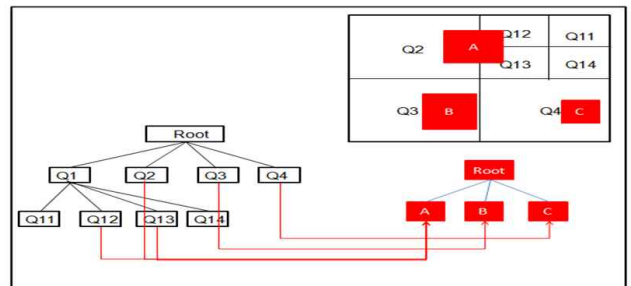 Q12 Q11
Q2 A
Q13 Q14
Q3 B Q4 C
Root
Root
Q1 Q2 Q3 Q4
A B C
Q11 Q12 Q13 Q14